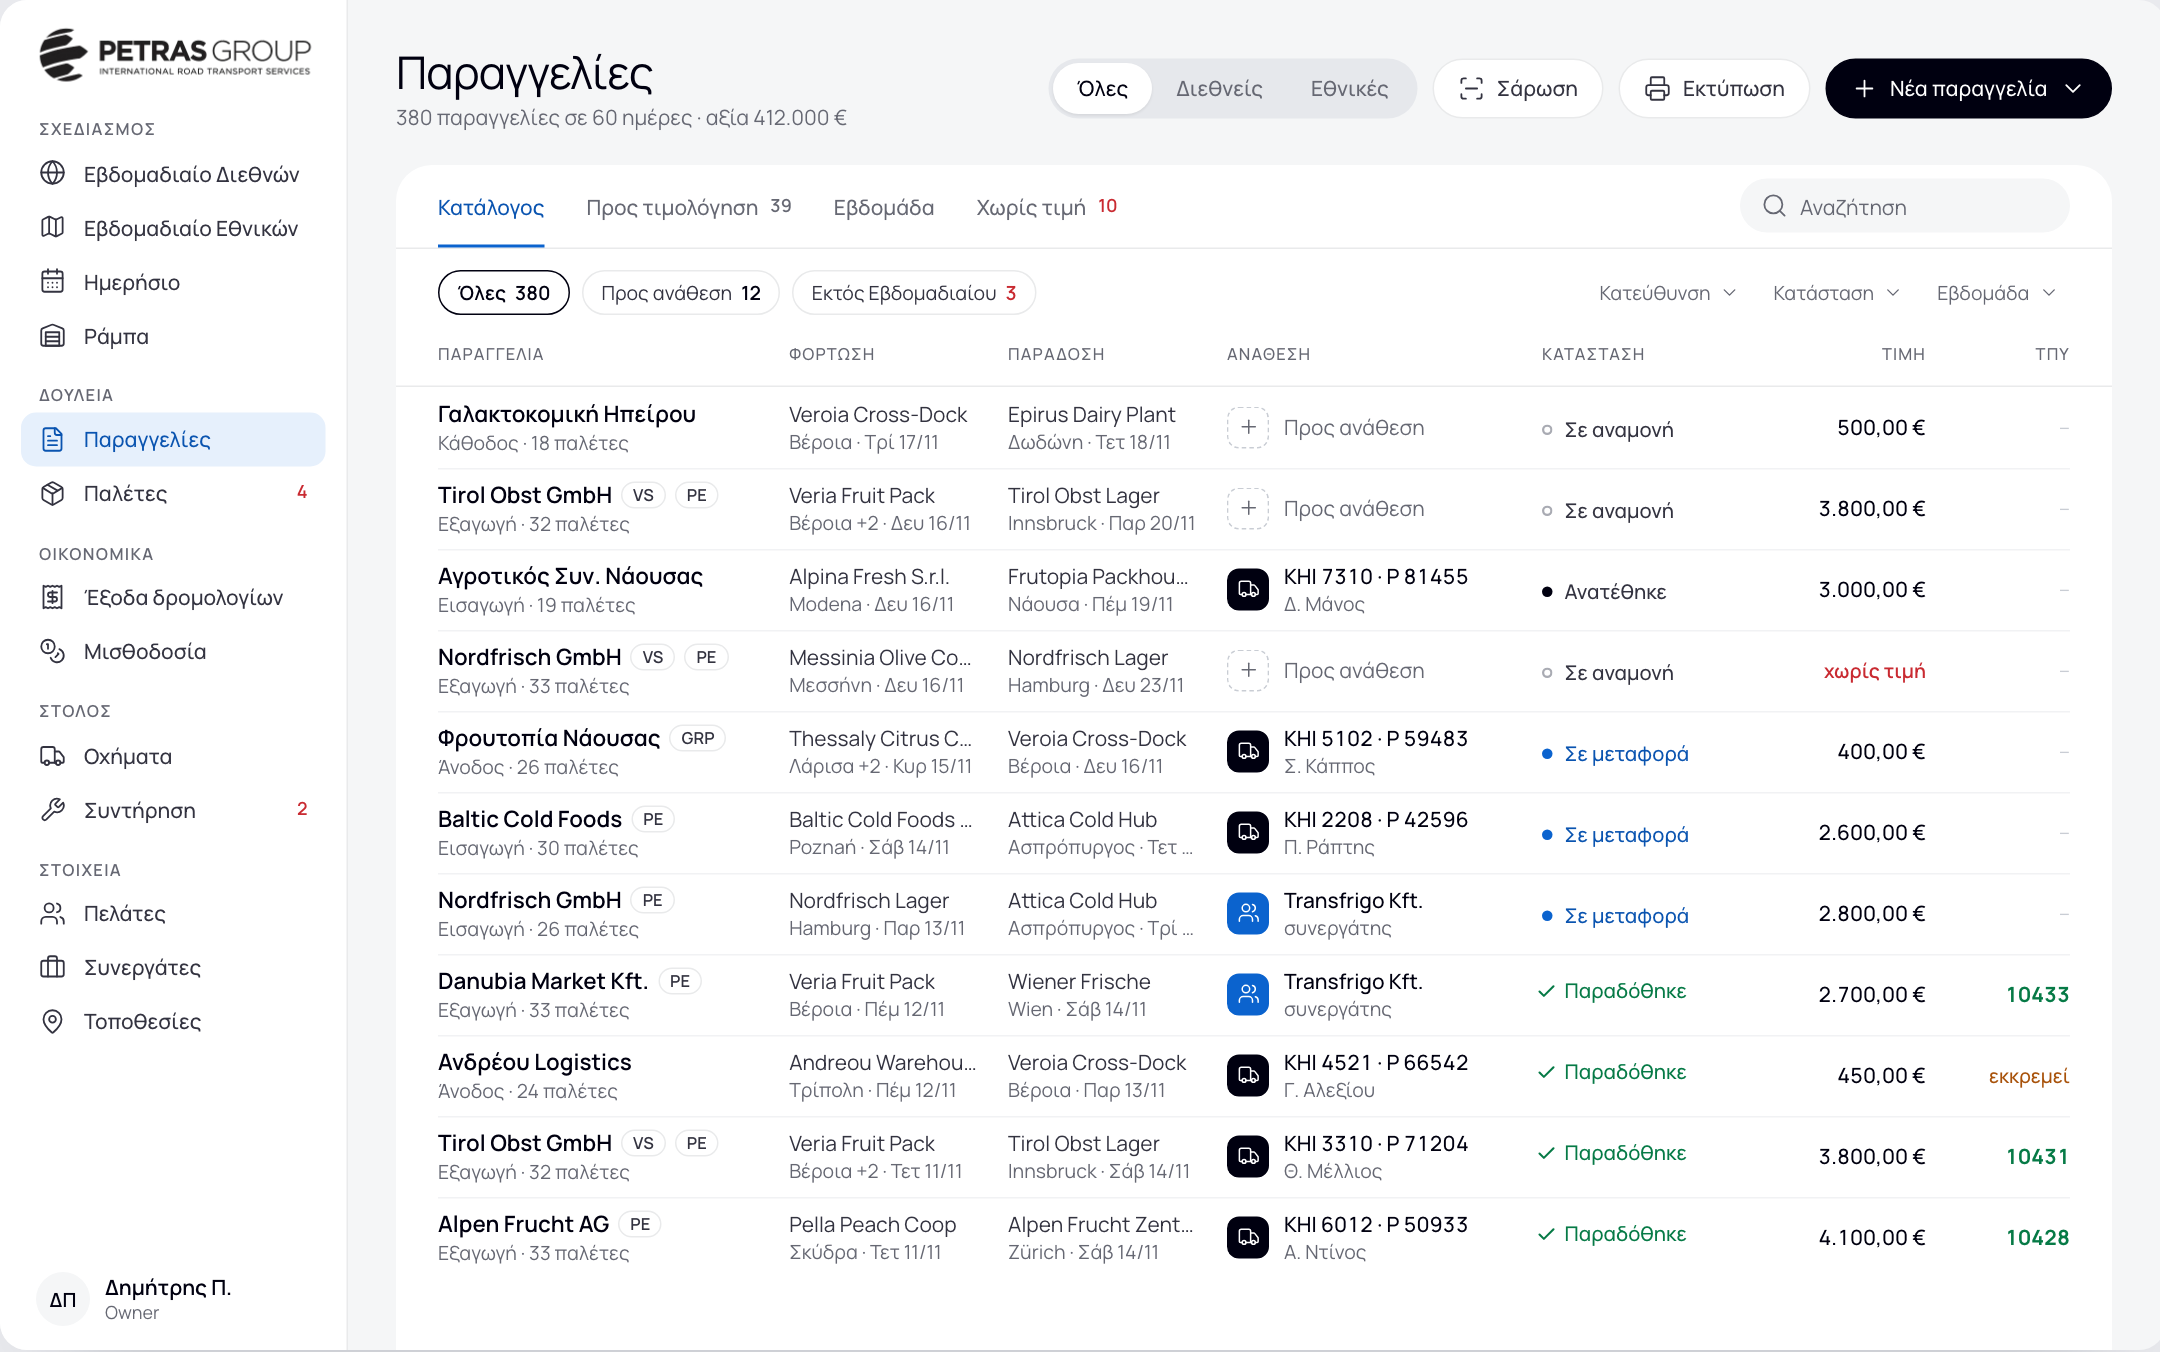 PETRAS GROUP
INTERNATIONAL ROAD TRANSPORT SERVICES
ΣΧΕΔΙΑΣΜΟΣ
Εβδομαδιαίο Διεθνών
Εβδομαδιαίο Εθνικών
Ημερήσιο
Ράμπα
ΔΟΥΛΕΙΑ
Παραγγελίες
Παλέτες 4
ΟΙΚΟΝΟΜΙΚΑ
Έξοδα δρομολογίων
Μισθοδοσία
ΣΤΟΛΟΣ
Οχήματα
Συντήρηση 2
ΣΤΟΙΧΕΙΑ
Πελάτες
Συνεργάτες
Τοποθεσίες
ΔΠ
Δημήτρης Π.
Owner
Παραγγελίες
380 παραγγελίες σε 60 ημέρες · αξία 412.000 €
Όλες Διεθνείς Εθνικές Σάρωση Εκτύπωση Νέα παραγγελία
Κατάλογος Προς τιμολόγηση 39 Εβδομάδα Χωρίς τιμή 10 Αναζήτηση
Όλες 380 Προς ανάθεση 12 Εκτός Εβδομαδιαίου 3 Κατεύθυνση Κατάσταση Εβδομάδα
ΠΑΡΑΓΓΕΛΙΑ ΦΟΡΤΩΣΗ ΠΑΡΑΔΟΣΗ ΑΝΑΘΕΣΗ ΚΑΤΑΣΤΑΣΗ ΤΙΜΗ ΤΠΥ
Γαλακτοκομική Ηπείρου Veroia Cross-Dock Epirus Dairy Plant Προς ανάθεση Σε αναμονή 500,00 € –
Κάθοδος · 18 παλέτες Βέροια · Τρί 17/11 Δωδώνη · Τετ 18/11
Tirol Obst GmbH VS PE Veria Fruit Pack Tirol Obst Lager Προς ανάθεση Σε αναμονή 3.800,00 € –
Εξαγωγή · 32 παλέτες Βέροια +2 · Δευ 16/11 Innsbruck · Παρ 20/11
Αγροτικός Συν. Νάουσας Alpina Fresh S.r.l. Frutopia Packhou... KHI 7310 · P 81455 Ανατέθηκε 3.000,00 € –
Εισαγωγή · 19 παλέτες Modena · Δευ 16/11 Νάουσα · Πέμ 19/11 Δ. Μάνος
Nordfrisch GmbH VS PE Messinia Olive Co... Nordfrisch Lager Προς ανάθεση Σε αναμονή χωρίς τιμή –
Εξαγωγή · 33 παλέτες Μεσσήνη · Δευ 16/11 Hamburg · Δευ 23/11
Φρουτοπία Νάουσας GRP Thessaly Citrus C... Veroia Cross-Dock KHI 5102 · P 59483 Σε μεταφορά 400,00 € –
Άνοδος · 26 παλέτες Λάρισα +2 · Κυρ 15/11 Βέροια · Δευ 16/11 Σ. Κάππος
Baltic Cold Foods PE Baltic Cold Foods ... Attica Cold Hub KHI 2208 · P 42596 Σε μεταφορά 2.600,00 € –
Εισαγωγή · 30 παλέτες Poznań · Σάβ 14/11 Ασπρόπυργος · Τετ ... Π. Ράπτης
Nordfrisch GmbH PE Nordfrisch Lager Attica Cold Hub Transfrigo Kft. Σε μεταφορά 2.800,00 € –
Εισαγωγή · 26 παλέτες Hamburg · Παρ 13/11 Ασπρόπυργος · Τρί ... συνεργάτης
Danubia Market Kft. PE Veria Fruit Pack Wiener Frische Transfrigo Kft. Παραδόθηκε 2.700,00 € 10433
Εξαγωγή · 33 παλέτες Βέροια · Πέμ 12/11 Wien · Σάβ 14/11 συνεργάτης
Ανδρέου Logistics Andreou Warehou... Veroia Cross-Dock KHI 4521 · P 66542 Παραδόθηκε 450,00 € εκκρεμεί
Άνοδος · 24 παλέτες Τρίπολη · Πέμ 12/11 Βέροια · Παρ 13/11 Γ. Αλεξίου
Tirol Obst GmbH VS PE Veria Fruit Pack Tirol Obst Lager KHI 3310 · P 71204 Παραδόθηκε 3.800,00 € 10431
Εξαγωγή · 32 παλέτες Βέροια +2 · Τετ 11/11 Innsbruck · Σάβ 14/11 Θ. Μέλλιος
Alpen Frucht AG PE Pella Peach Coop Alpen Frucht Zent... KHI 6012 · P 50933 Παραδόθηκε 4.100,00 € 10428
Εξαγωγή · 33 παλέτες Σκύδρα · Τετ 11/11 Zürich · Σάβ 14/11 Α. Ντίνος